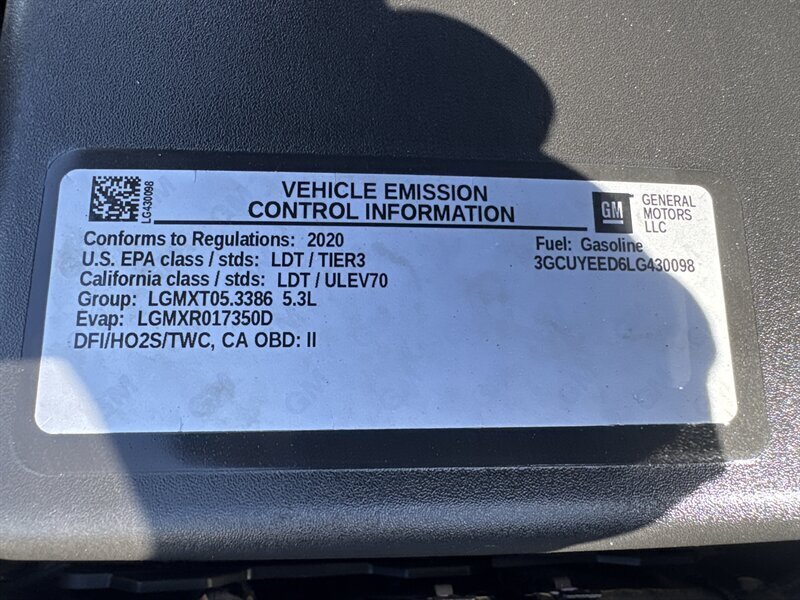 LG430098
VEHICLE EMISSION
CONTROL INFORMATION
GM
GENERAL
MOTORS
LLC
Conforms to Regulations: 2020
U.S. EPA class / stds: LDT / TIER3
California class / stds: LDT / ULEV70
Group: LGMXT05.3386 5.3L
Evap: LGMXR017350D
DFI/HO2S/TWC, CA OBD: II
Fuel: Gasoline
3GCUYEED6LG430098